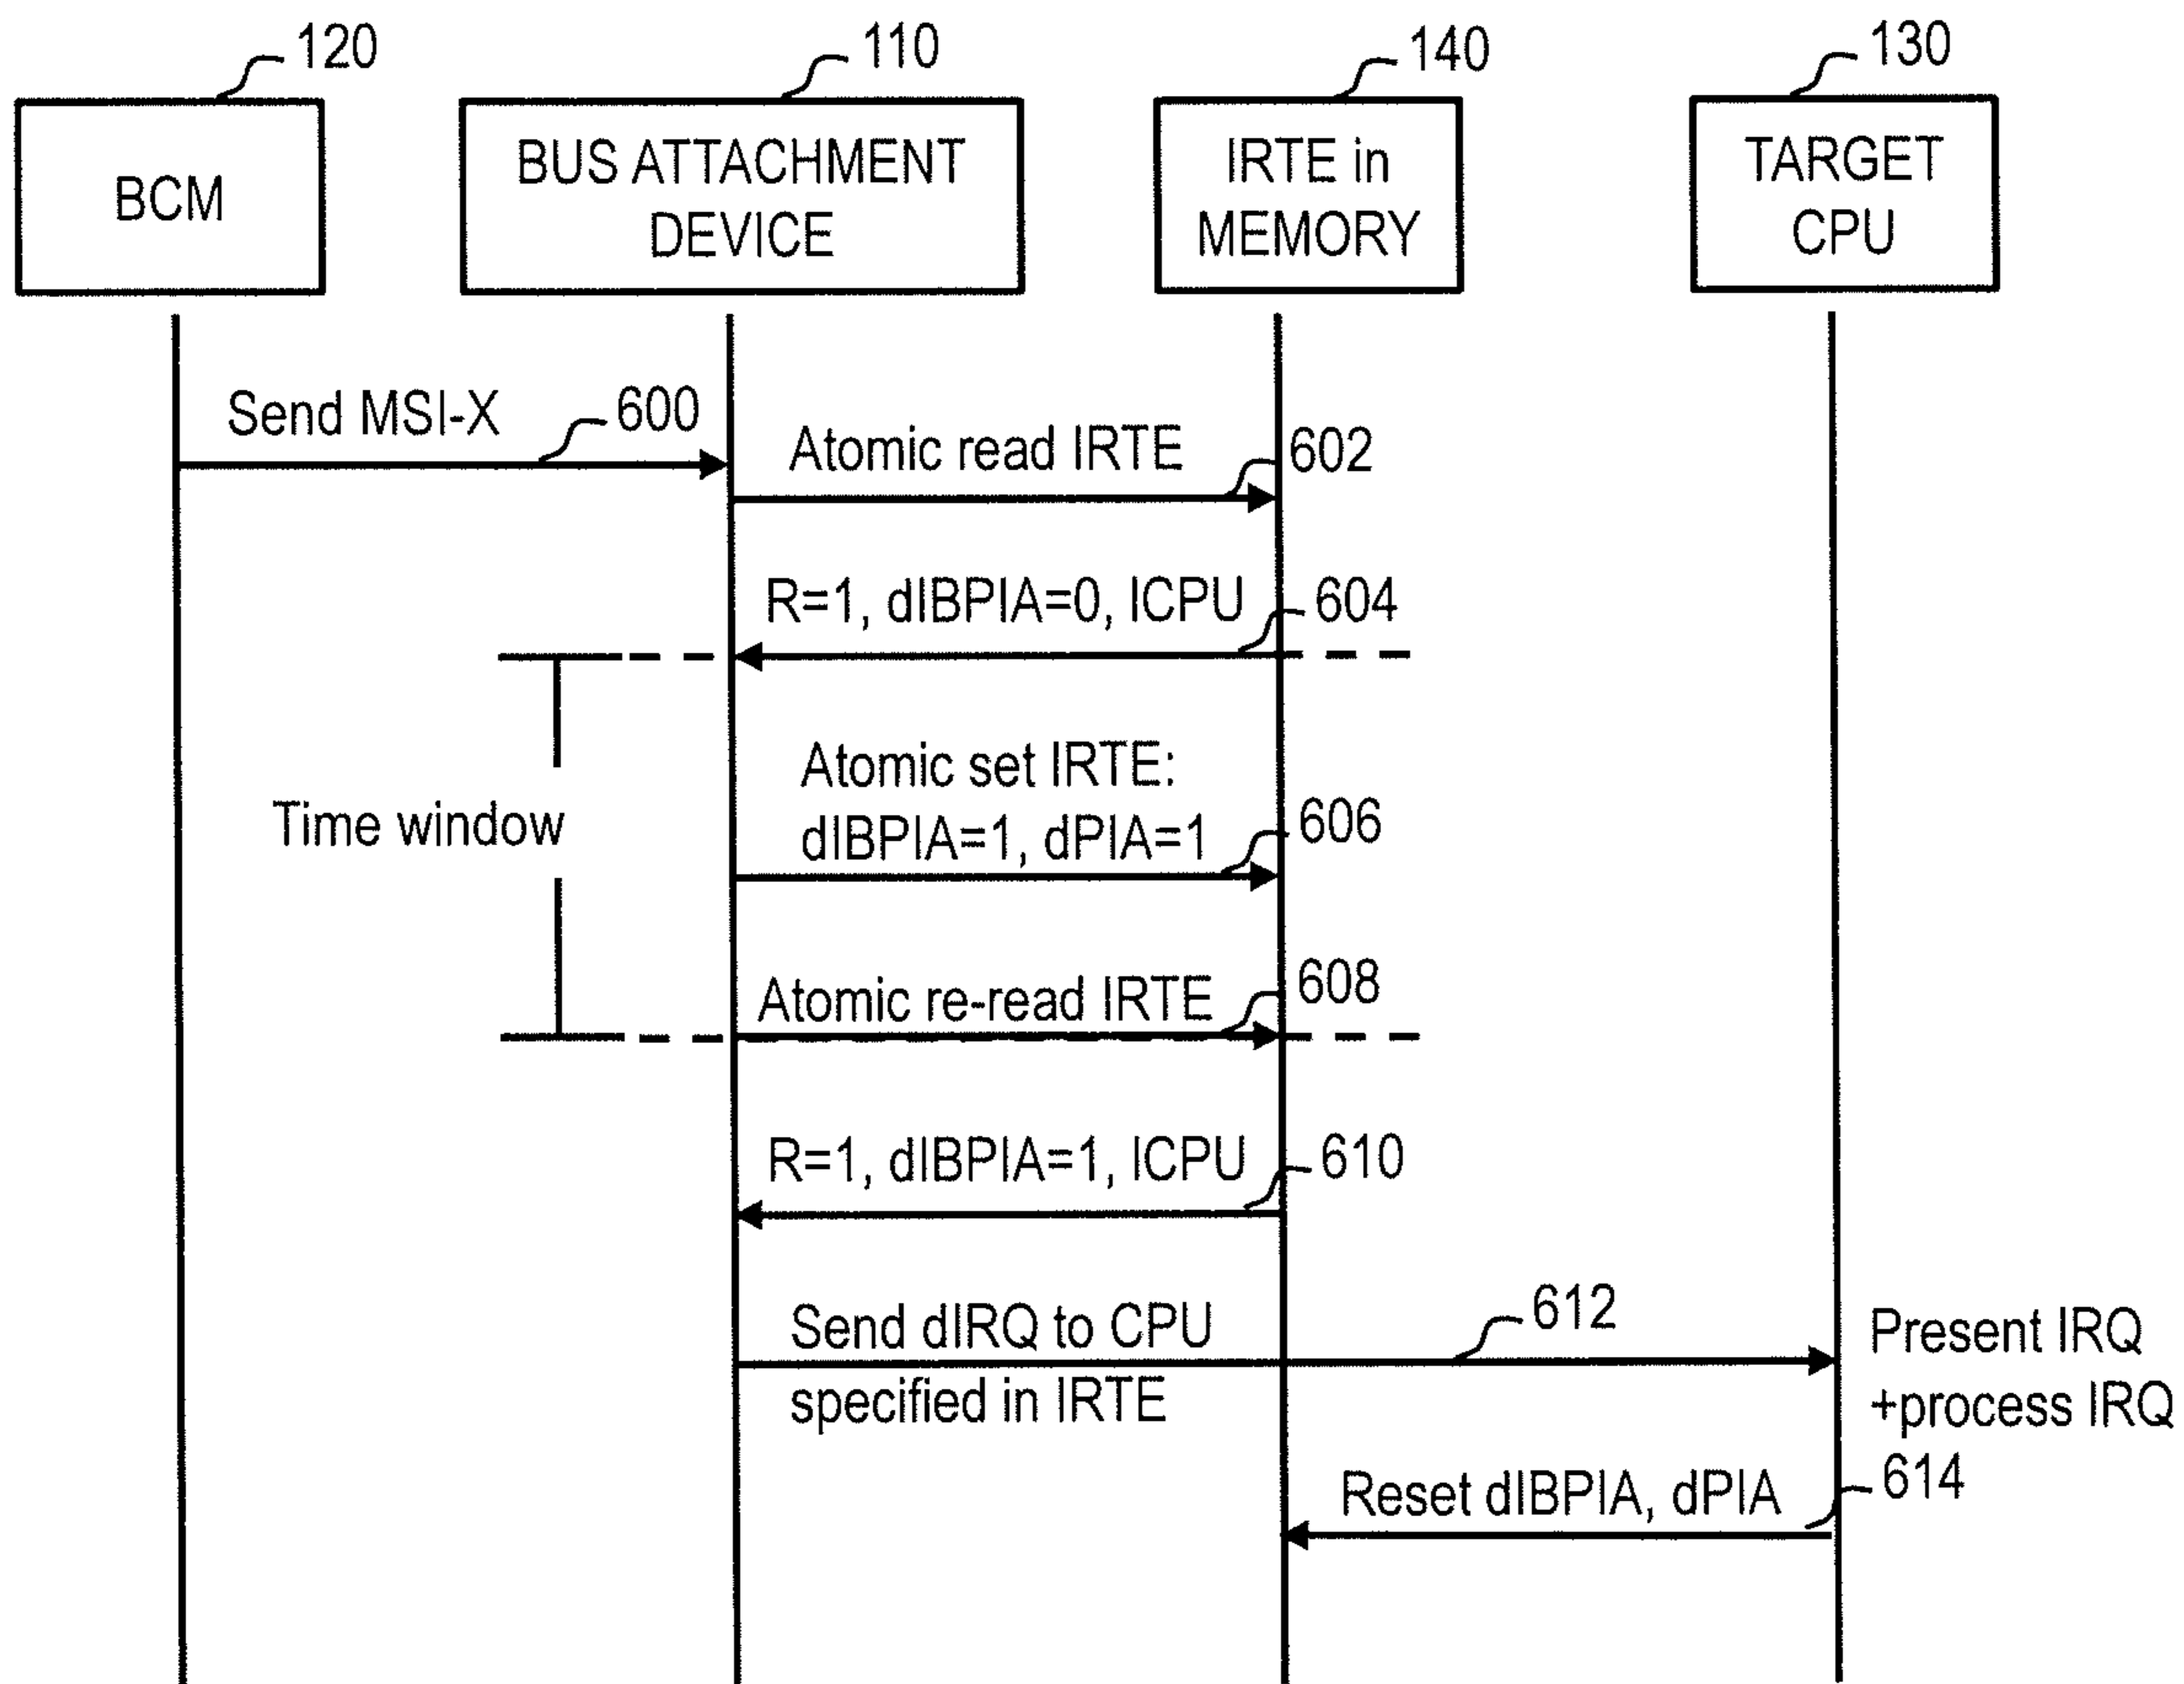 120
110
140
130
BCM
BUS ATTACHMENT
DEVICE
IRTE in
MEMORY
TARGET
CPU
Send MSI-X
600
Atomic read IRTE
602
R=1, dIBPIA=0, ICPU
604
Atomic set IRTE:
dIBPIA=1, dPIA=1
606
Time window
Atomic re-read IRTE
608
R=1, dIBPIA=1, ICPU
610
Send dIRQ to CPU
specified in IRTE
612
Present IRQ
+process IRQ
614
Reset dIBPIA, dPIA